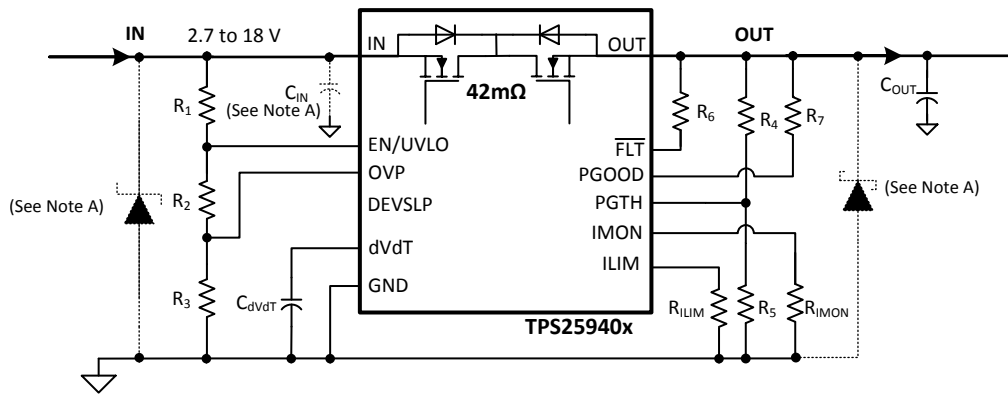 IN
2.7 to 18 V
IN
OUT
OUT
42mΩ
C_IN
(See Note A)
R1
R2
R3
(See Note A)
EN/UVLO
OVP
DEVSLP
dVdT
GND
CdVdT
FLT
PGOOD
PGTH
IMON
ILIM
R6
R4
R7
COUT
(See Note A)
RILIM
R5
RIMON
TPS25940x